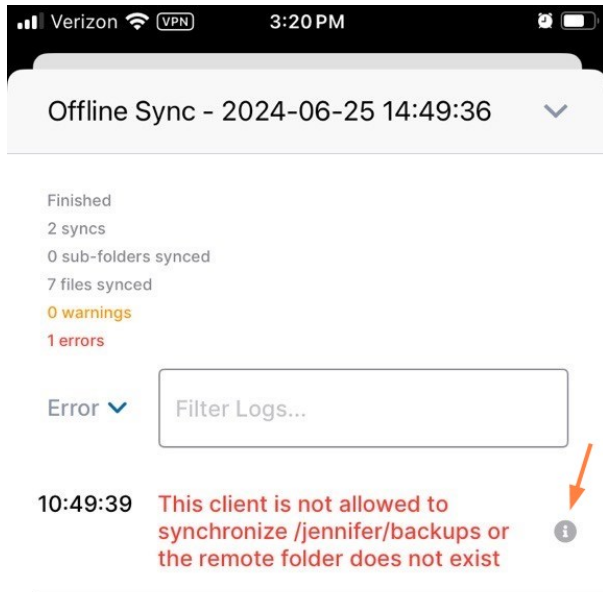 Verizon VPN 3:20 PM
Offline Sync - 2024-06-25 14:49:36
Finished
2 syncs
0 sub-folders synced
7 files synced
0 warnings
1 errors
Error Filter Logs...
10:49:39 This client is not allowed to
synchronize /jennifer/backups or
the remote folder does not exist